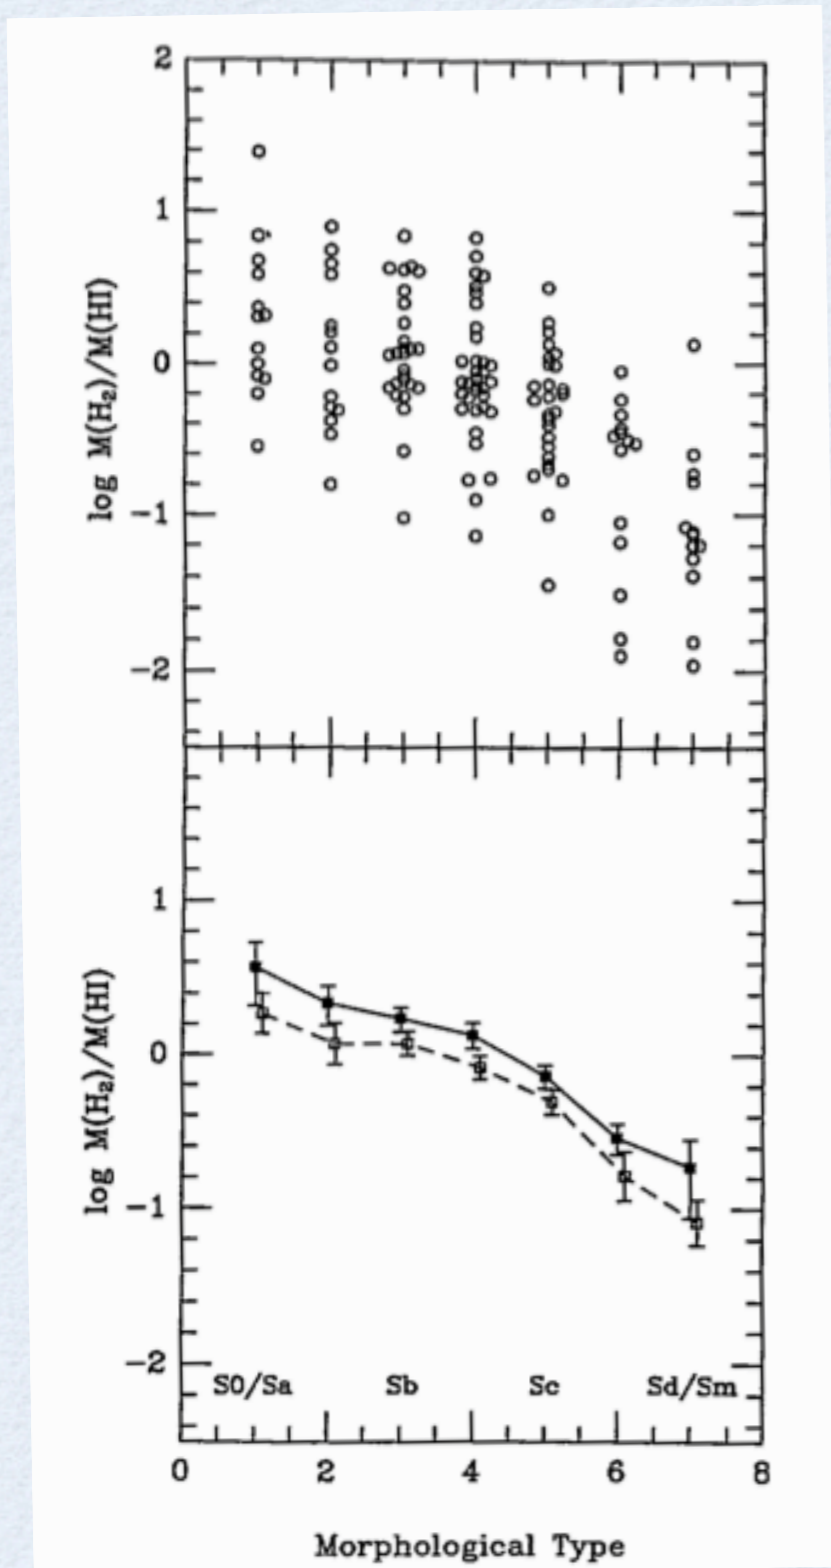 2
1
0
−1
−2
log M(H₂)/M(HI)
1
0
−1
−2
log M(H₂)/M(HI)
S0/Sa Sb Sc Sd/Sm
0 2 4 6 8
Morphological Type